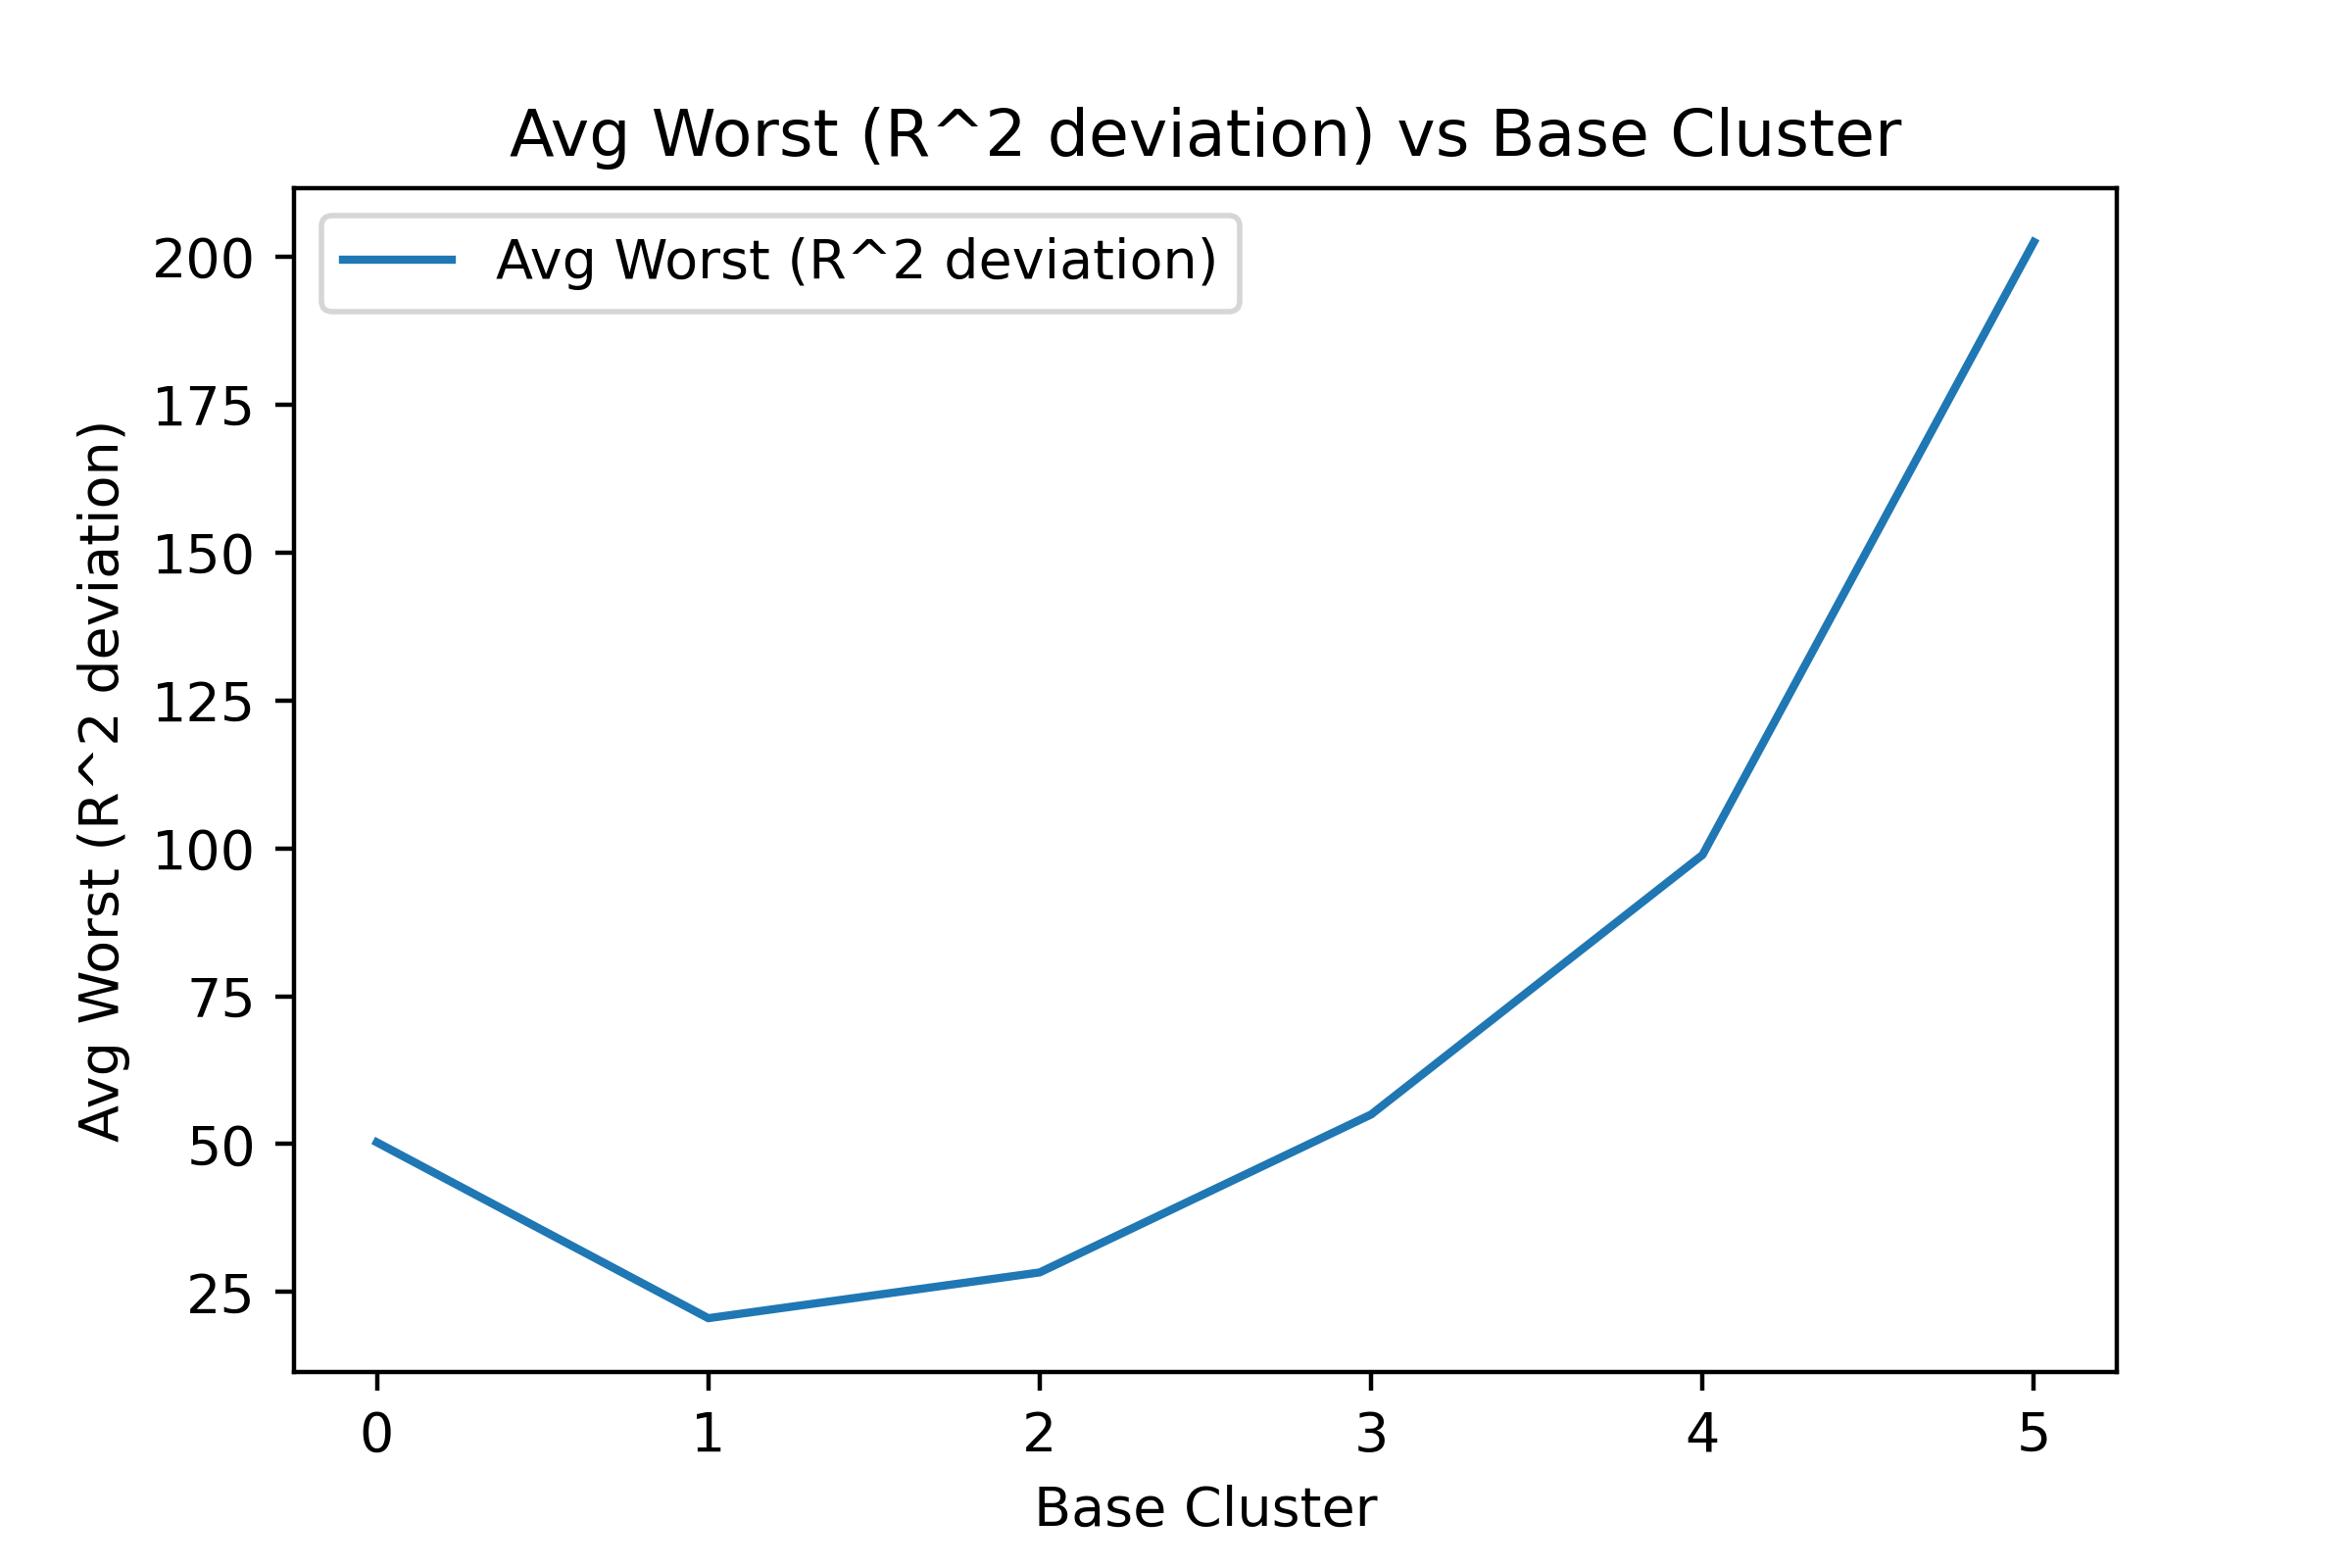 Avg Worst (R^2 deviation) vs Base Cluster
Avg Worst (R^2 deviation)
Avg Worst (R^2 deviation)
200
175
150
125
100
75
50
25
0 1 2 3 4 5
Base Cluster